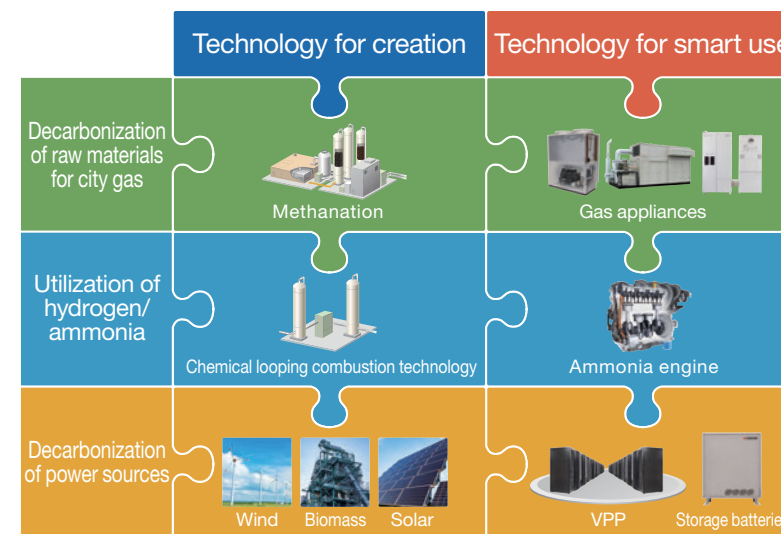 Technology for creation
Technology for smart use
Decarbonization
of raw materials
for city gas
Methanation
Gas appliances
Utilization of
hydrogen/
ammonia
Chemical looping combustion technology
Ammonia engine
Decarbonization
of power sources
Wind
Biomass
Solar
VPP
Storage batterie